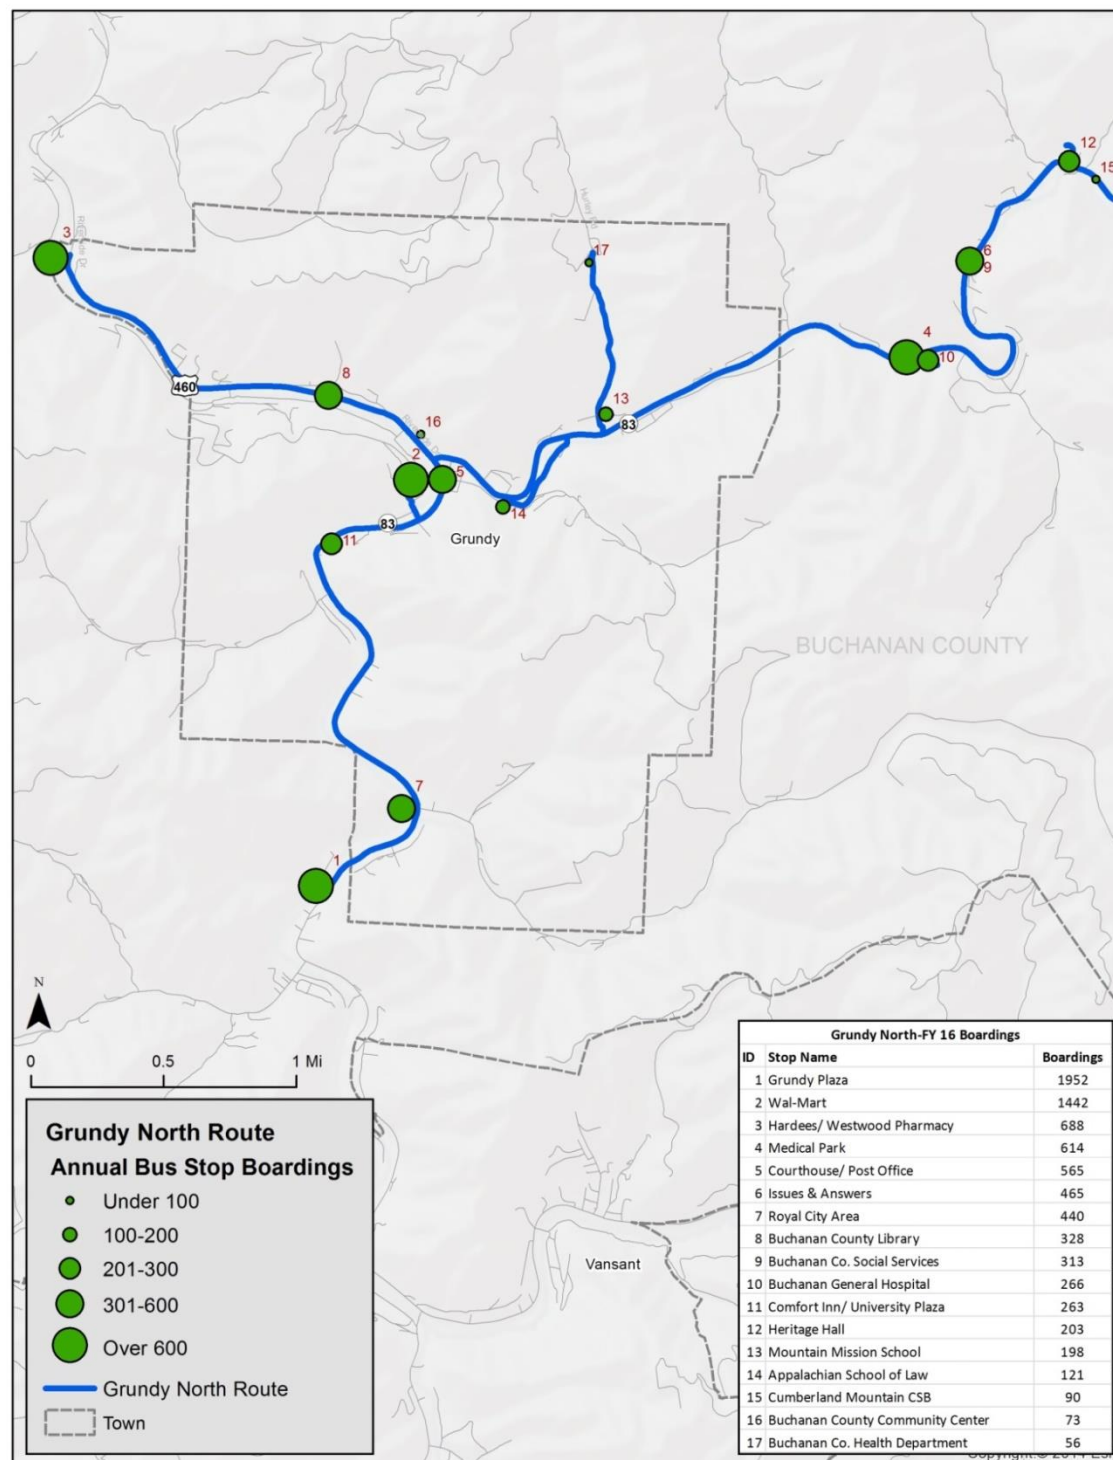 12
15
3
Riverside Dr
Hurley Rd
17
6
9
4
10
460
8
13
83
16
2
5
14
83
Grundy
11
BUCHANAN COUNTY
7
1
N
0 0.5 1 Mi
Grundy North Route
Annual Bus Stop Boardings
Under 100
100-200
201-300
301-600
Over 600
Grundy North Route
Town
Vansant
Grundy North-FY 16 Boardings
ID Stop Name Boardings
1 Grundy Plaza 1952
2 Wal-Mart 1442
3 Hardees/ Westwood Pharmacy 688
4 Medical Park 614
5 Courthouse/ Post Office 565
6 Issues & Answers 465
7 Royal City Area 440
8 Buchanan County Library 328
9 Buchanan Co. Social Services 313
10 Buchanan General Hospital 266
11 Comfort Inn/ University Plaza 263
12 Heritage Hall 203
13 Mountain Mission School 198
14 Appalachian School of Law 121
15 Cumberland Mountain CSB 90
16 Buchanan County Community Center 73
17 Buchanan Co. Health Department 56